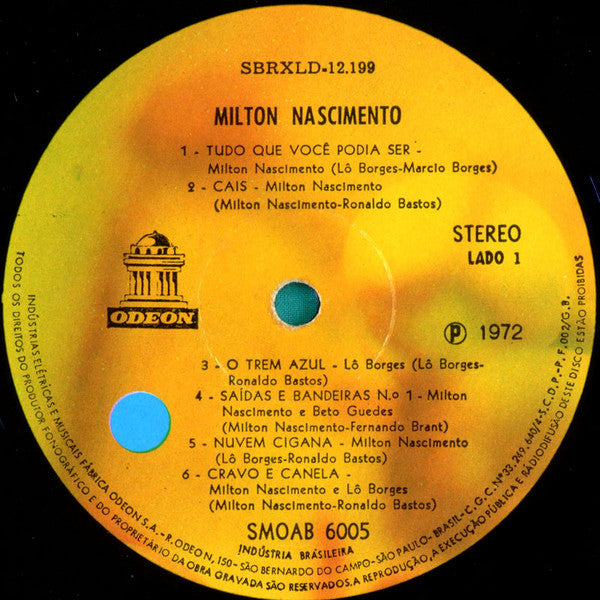 SBRXLD-12.199
MILTON NASCIMENTO
1 - TUDO QUE VOCÊ PODIA SER -
Milton Nascimento (Lô Borges-Marcio Borges)
2 - CAIS - Milton Nascimento
(Milton Nascimento-Ronaldo Bastos)
STEREO
LADO 1
ODEON
Ⓟ 1972
3 - O TREM AZUL - Lô Borges (Lô Borges-
Ronaldo Bastos)
4 - SAÍDAS E BANDEIRAS N.o 1 - Milton
Nascimento e Beto Guedes
(Milton Nascimento-Fernando Brant)
5 - NUVEM CIGANA - Milton Nascimento
(Lô Borges-Ronaldo Bastos)
6 - CRAVO E CANELA -
Milton Nascimento e Lô Borges
(Milton Nascimento-Ronaldo Bastos)
SMOAB 6005
INDÚSTRIA BRASILEIRA
INDÚSTRIAS ELÉTRICAS E MUSICAIS FÁBRICA ODEON S.A. - R. ODEON, 150 - SÃO BERNARDO DO CAMPO - SÃO PAULO - BRASIL - C.G.C. Nº 33.249.640/4 - S.C.D.P. - P.F. 002/G.B.
TODOS OS DIREITOS DO PRODUTOR FONOGRÁFICO E DO PROPRIETÁRIO DA OBRA GRAVADA SÃO RESERVADOS. A REPRODUÇÃO, A EXECUÇÃO PÚBLICA E RÁDIODIFUSÃO DESTE DISCO ESTÃO PROIBIDAS